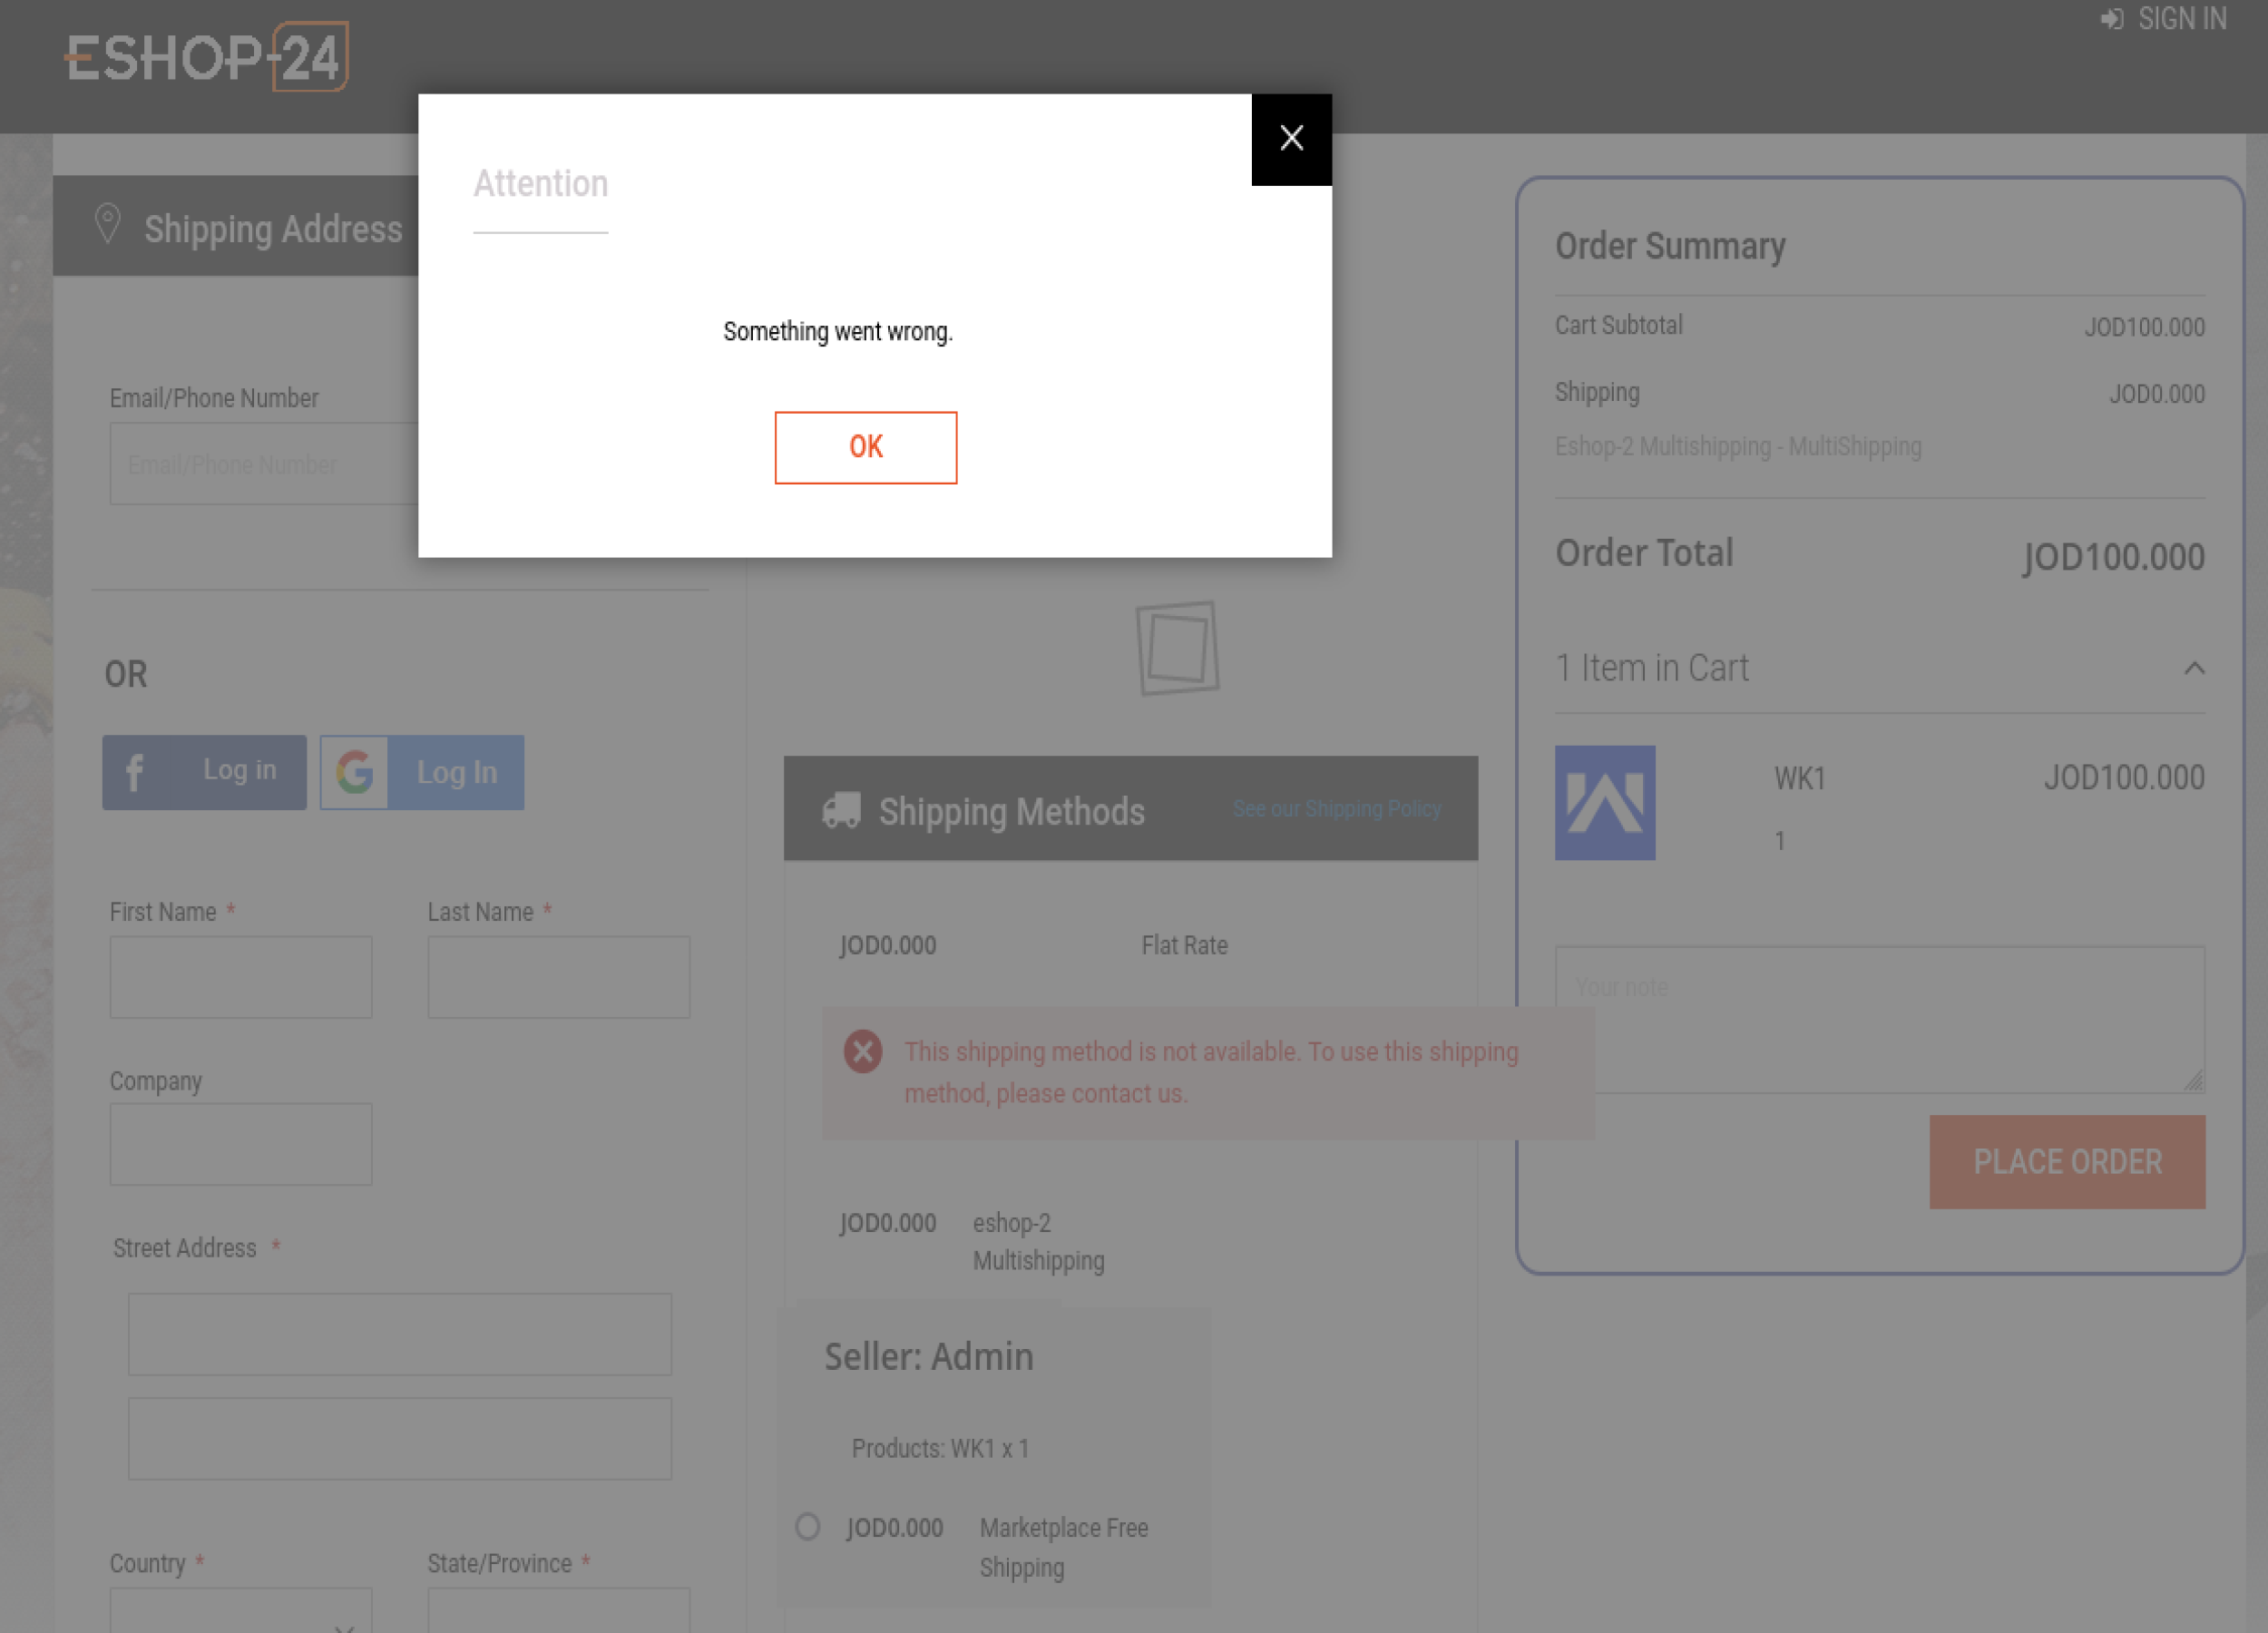 ESHOP-24
SIGN IN
Attention
Something went wrong.
OK
Shipping Address
Email/Phone Number
Email/Phone Number
OR
Log in
Log In
First Name *
Last Name *
Company
Street Address *
Country *
State/Province *
Shipping Methods
See our Shipping Policy
JOD0.000 Flat Rate
This shipping method is not available. To use this shipping
method, please contact us.
JOD0.000 eshop-2
Multishipping
Seller: Admin
Products: WK1 x 1
JOD0.000 Marketplace Free
Shipping
Order Summary
Cart Subtotal JOD100.000
Shipping JOD0.000
Eshop-2 Multishipping - MultiShipping
Order Total JOD100.000
1 Item in Cart
WK1 JOD100.000
1
Your note
PLACE ORDER